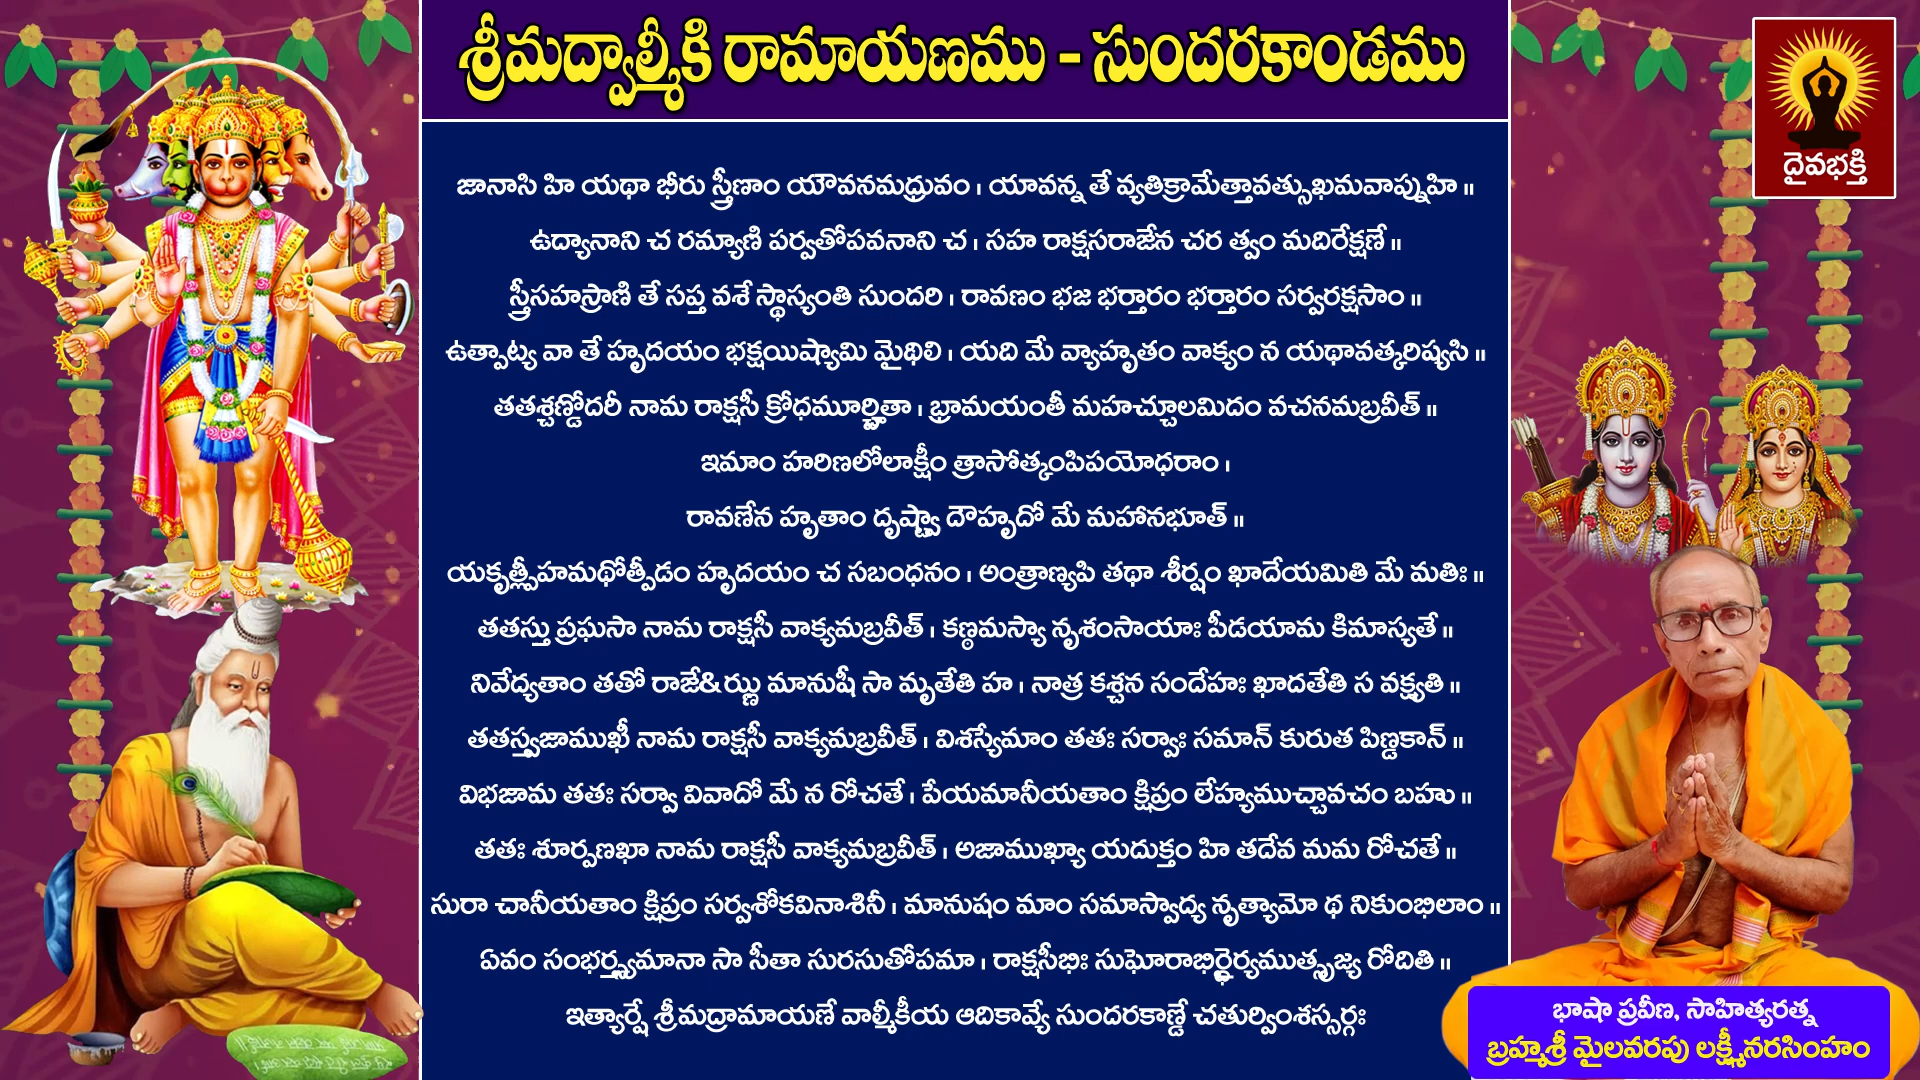 శ్రీమద్వాల్మీకి రామాయణము - సుందరకాండము
దైవభక్తి
జానాసి హి యథా భీరు స్త్రీణాం యౌవనమధ్రువం । యావన్న తే వ్యతిక్రామేత్తావత్సుఖమవాప్నుహి ॥
ఉద్యానాని చ రమ్యాణి పర్వతోపవనాని చ । సహ రాక్షసరాజేన చర త్వం మదిరేక్షణే ॥
స్త్రీసహస్రాణి తే సప్త వశే స్థాస్యంతి సుందరి । రావణం భజ భర్తారం భర్తారం సర్వరక్షసాం ॥
ఉత్పాట్య వా తే హృదయం భక్షయిష్యామి మైథిలి । యది మే వ్యాహృతం వాక్యం న యథావత్కరిష్యసి ॥
తతశ్చణ్డోదరీ నామ రాక్షసీ క్రోధమూర్ఛితా । భ్రామయంతీ మహచ్ఛూలమిదం వచనమబ్రవీత్ ॥
ఇమాం హరిణలోలాక్షీం త్రాసోత్కంపిపయోధరాం ।
రావణేన హృతాం దృష్ట్వా దౌహృదో మే మహానభూత్ ॥
యకృత్ప్లీహమథోత్పీడం హృదయం చ సబంధనం । అంత్రాణ్యపి తథా శీర్షం ఖాదేయమితి మే మతిః ॥
తతస్తు ప్రఘసా నామ రాక్షసీ వాక్యమబ్రవీత్ । కణ్ఠమస్యా నృశంసాయాః పీడయామ కిమాస్యతే ॥
నివేద్యతాం తతో రాజే& మానుషీ సా మృతేతి హ । నాత్ర కశ్చన సందేహః ఖాదతేతి స వక్ష్యతి ॥
తతస్త్వజాముఖీ నామ రాక్షసీ వాక్యమబ్రవీత్ । విశస్యేమాం తతః సర్వాః సమాన్ కురుత పిణ్డకాన్ ॥
విభజామ తతః సర్వా వివాదో మే న రోచతే । పేయమానీయతాం క్షిప్రం లేహ్యముచ్చావచం బహు ॥
తతః శూర్పణఖా నామ రాక్షసీ వాక్యమబ్రవీత్ । అజాముఖ్యా యదుక్తం హి తదేవ మమ రోచతే ॥
సురా చానీయతాం క్షిప్రం సర్వశోకవినాశినీ । మానుషం మాం సమాస్వాద్య నృత్యామో థ నికుంభిలాం ॥
ఏవం సంభర్త్స్యమానా సా సీతా సురసుతోపమా । రాక్షసీభిః సుఘోరాభిర్ధైర్యముత్సృజ్య రోదితి ॥
ఇత్యార్షే శ్రీమద్రామాయణే వాల్మీకీయ ఆదికావ్యే సుందరకాణ్డే చతుర్వింశస్సర్గః
భాషా ప్రవీణ, సాహిత్యరత్న
బ్రహ్మశ్రీ మైలవరపు లక్ష్మీనరసింహం